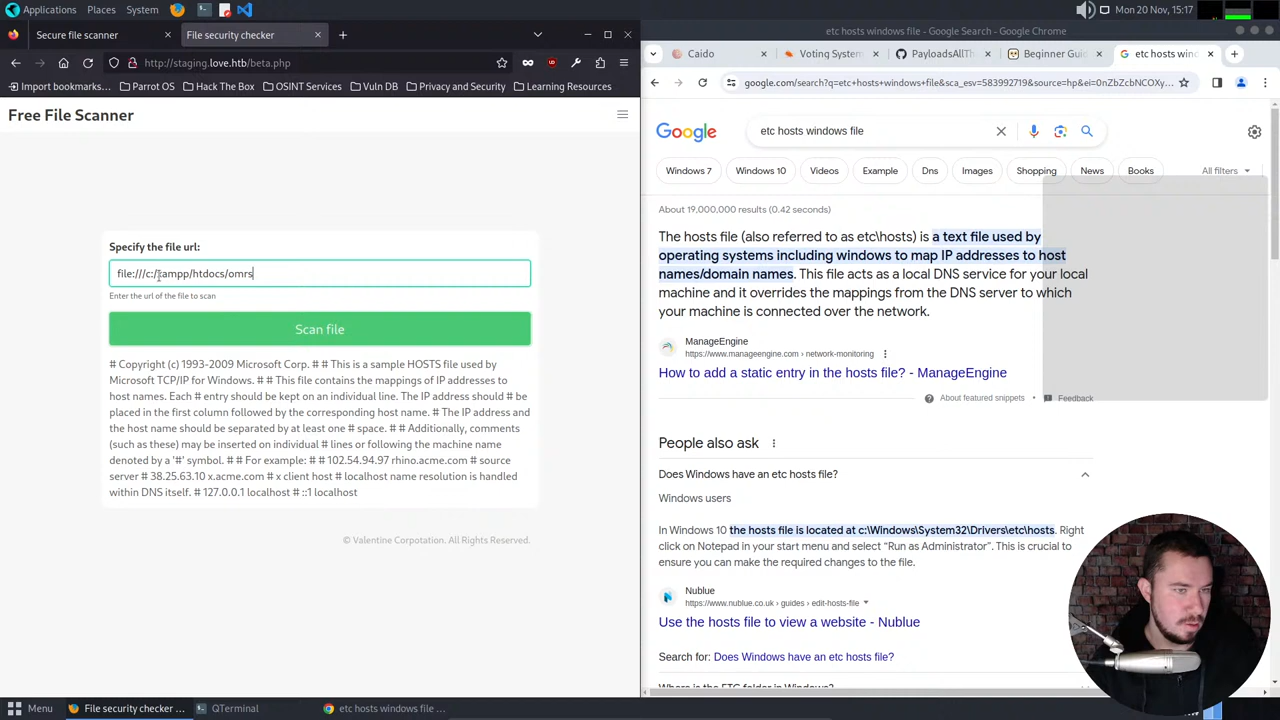 Applications Places System
Mon 20 Nov, 15:17
Secure file scanner
File security checker
http://staging.love.htb/beta.php
Import bookmarks... Parrot OS Hack The Box OSINT Services Vuln DB Privacy and Security Learning Resources
Free File Scanner
Specify the file url:
file:///c:/xampp/htdocs/omrs
Enter the url of the file to scan
Scan file
# Copyright (c) 1993-2009 Microsoft Corp. # # This is a sample HOSTS file used by
Microsoft TCP/IP for Windows. # # This file contains the mappings of IP addresses to
host names. Each # entry should be kept on an individual line. The IP address should # be
placed in the first column followed by the corresponding host name. # The IP address and
the host name should be separated by at least one # space. # # Additionally, comments
(such as these) may be inserted on individual # lines or following the machine name
denoted by a '#' symbol. # # For example: # # 102.54.94.97 rhino.acme.com # source
server # 38.25.63.10 x.acme.com # x client host # localhost name resolution is handled
within DNS itself. # 127.0.0.1 localhost # ::1 localhost
© Valentine Corpotation. All Rights Reserved.
etc hosts windows file - Google Search - Google Chrome
Caido
Voting System
PayloadsAllTh
Beginner Gui
etc hosts winc
google.com/search?q=etc+hosts+windows+file&sca_esv=583992719&source=hp&ei=0nZbZcbNCOXy...
Google
etc hosts windows file
Windows 7 Windows 10 Videos Example Dns Images Shopping News Books All filters
About 19,000,000 results (0.42 seconds)
The hosts file (also referred to as etc\hosts) is a text file used by
operating systems including windows to map IP addresses to host
names/domain names. This file acts as a local DNS service for your local
machine and it overrides the mappings from the DNS server to which
your machine is connected over the network.
ManageEngine
https://www.manageengine.com › network-monitoring
How to add a static entry in the hosts file? - ManageEngine
About featured snippets • Feedback
People also ask
Does Windows have an etc hosts file?
Windows users
In Windows 10 the hosts file is located at c:\Windows\System32\Drivers\etc\hosts. Right
click on Notepad in your start menu and select “Run as Administrator”. This is crucial to
ensure you can make the required changes to the file.
Nublue
https://www.nublue.co.uk › guides › edit-hosts-file
Use the hosts file to view a website - Nublue
Search for: Does Windows have an etc hosts file?
Where is the ETC folder in Windows?
Menu
File security checker ...
QTerminal
etc hosts windows file ...